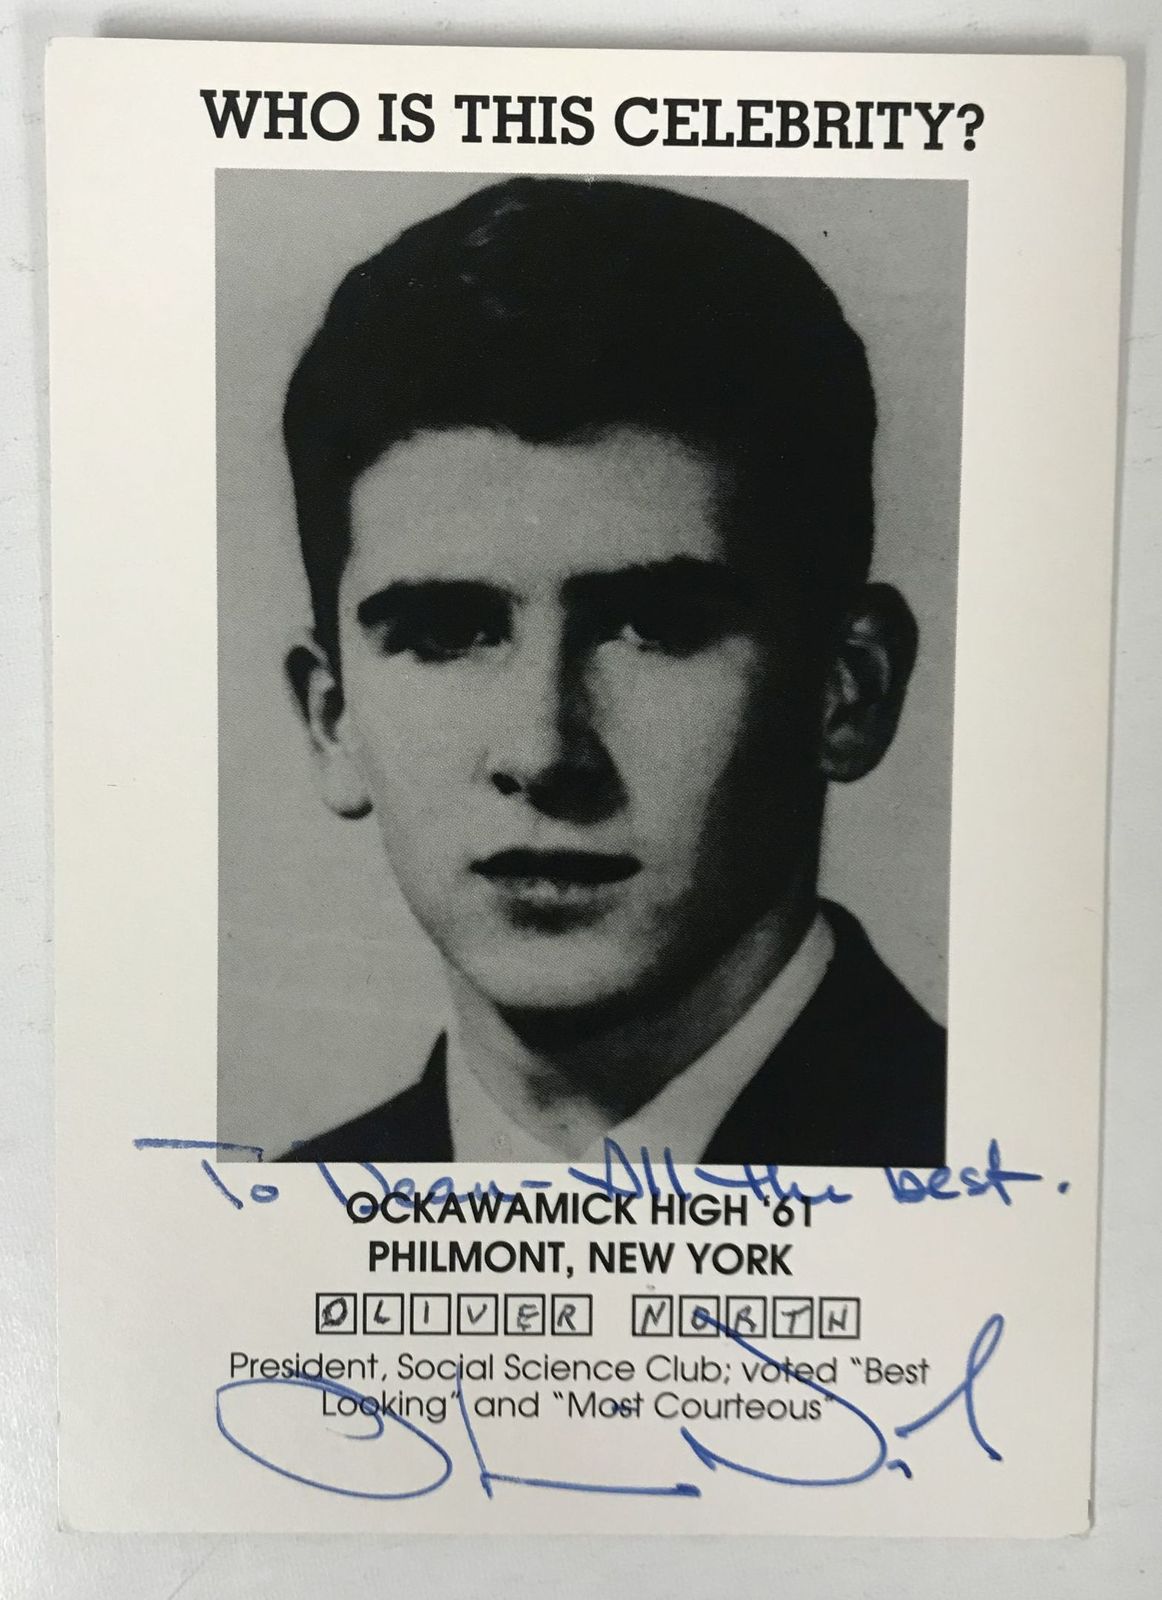 WHO IS THIS CELEBRITY?
To Dean - All the best.
OCKAWAMICK HIGH ‘61
PHILMONT, NEW YORK
OLIVER NORTH
President, Social Science Club; voted “Best
Looking” and “Most Courteous”